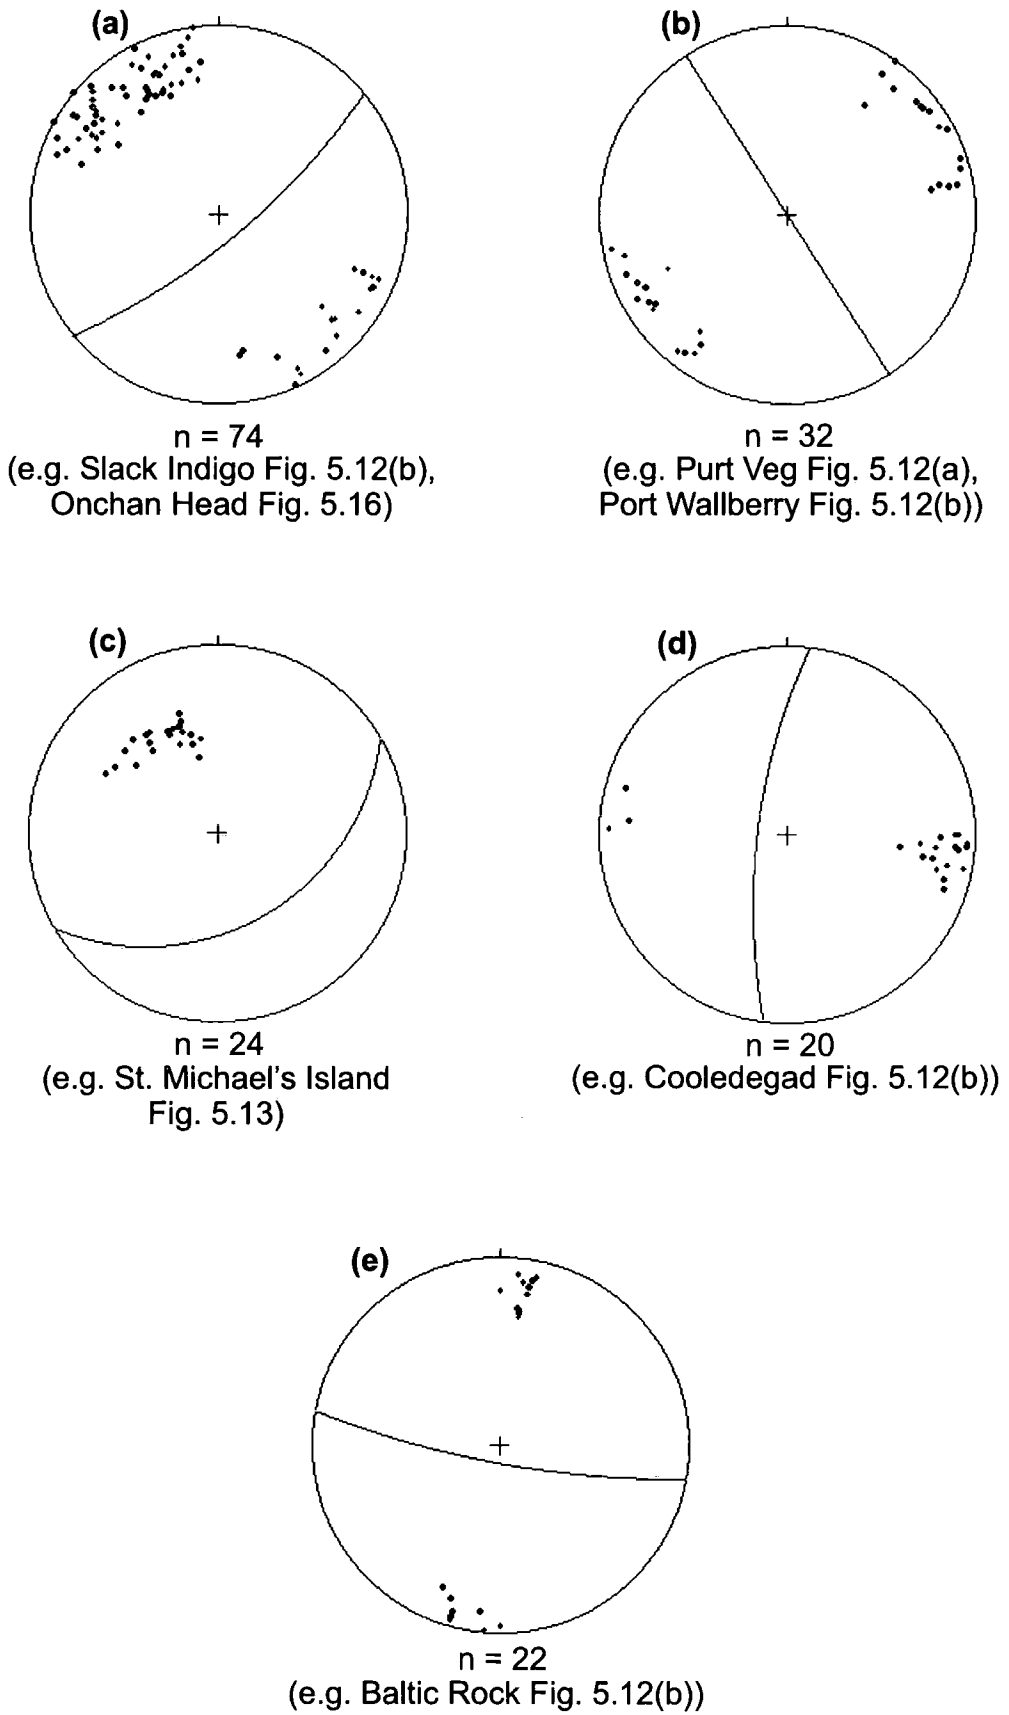 (a)
(b)
n = 74
(e.g. Slack Indigo Fig. 5.12(b),
Onchan Head Fig. 5.16)
n = 32
(e.g. Purt Veg Fig. 5.12(a),
Port Wallberry Fig. 5.12(b))
(c)
(d)
n = 24
(e.g. St. Michael's Island
Fig. 5.13)
n = 20
(e.g. Cooledegad Fig. 5.12(b))
(e)
n = 22
(e.g. Baltic Rock Fig. 5.12(b))